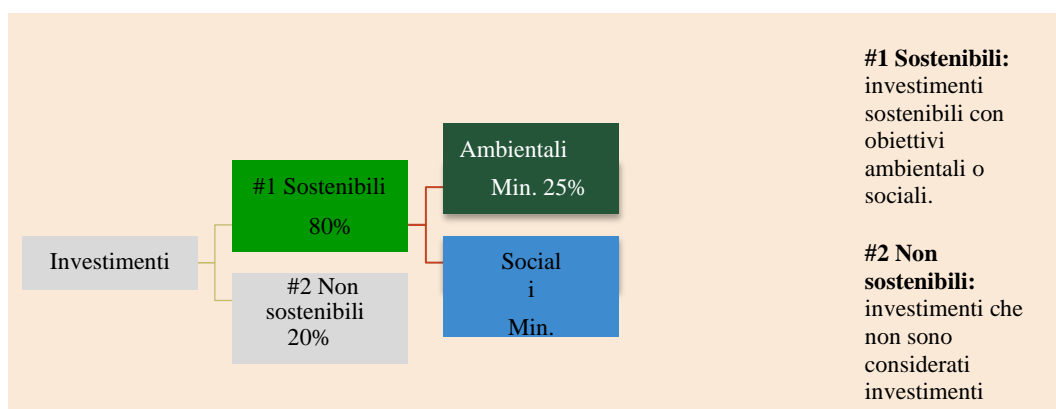 Investimenti
#1 Sostenibili
80%
#2 Non
sostenibili
20%
Ambientali
Min. 25%
Social
i
Min.
#1 Sostenibili:
investimenti
sostenibili con
obiettivi
ambientali o
sociali.
#2 Non
sostenibili:
investimenti che
non sono
considerati
investimenti